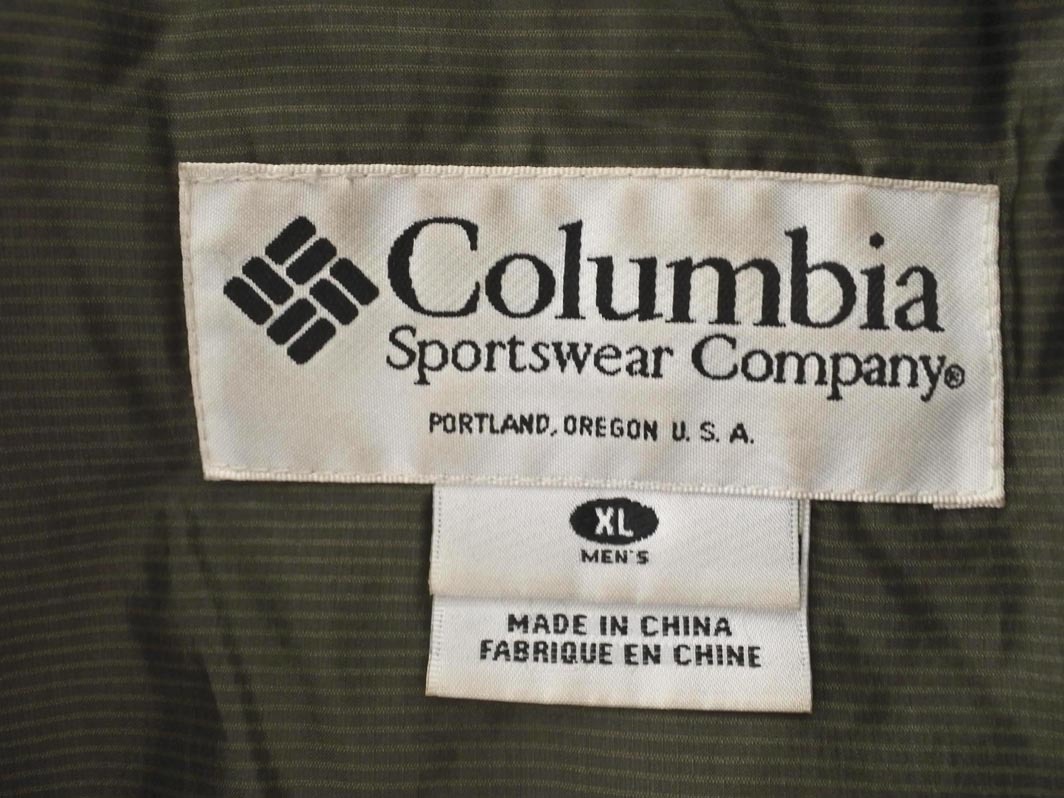 Columbia
Sportswear Company®
PORTLAND, OREGON U. S. A.
XL
MEN'S
MADE IN CHINA
FABRIQUE EN CHINE